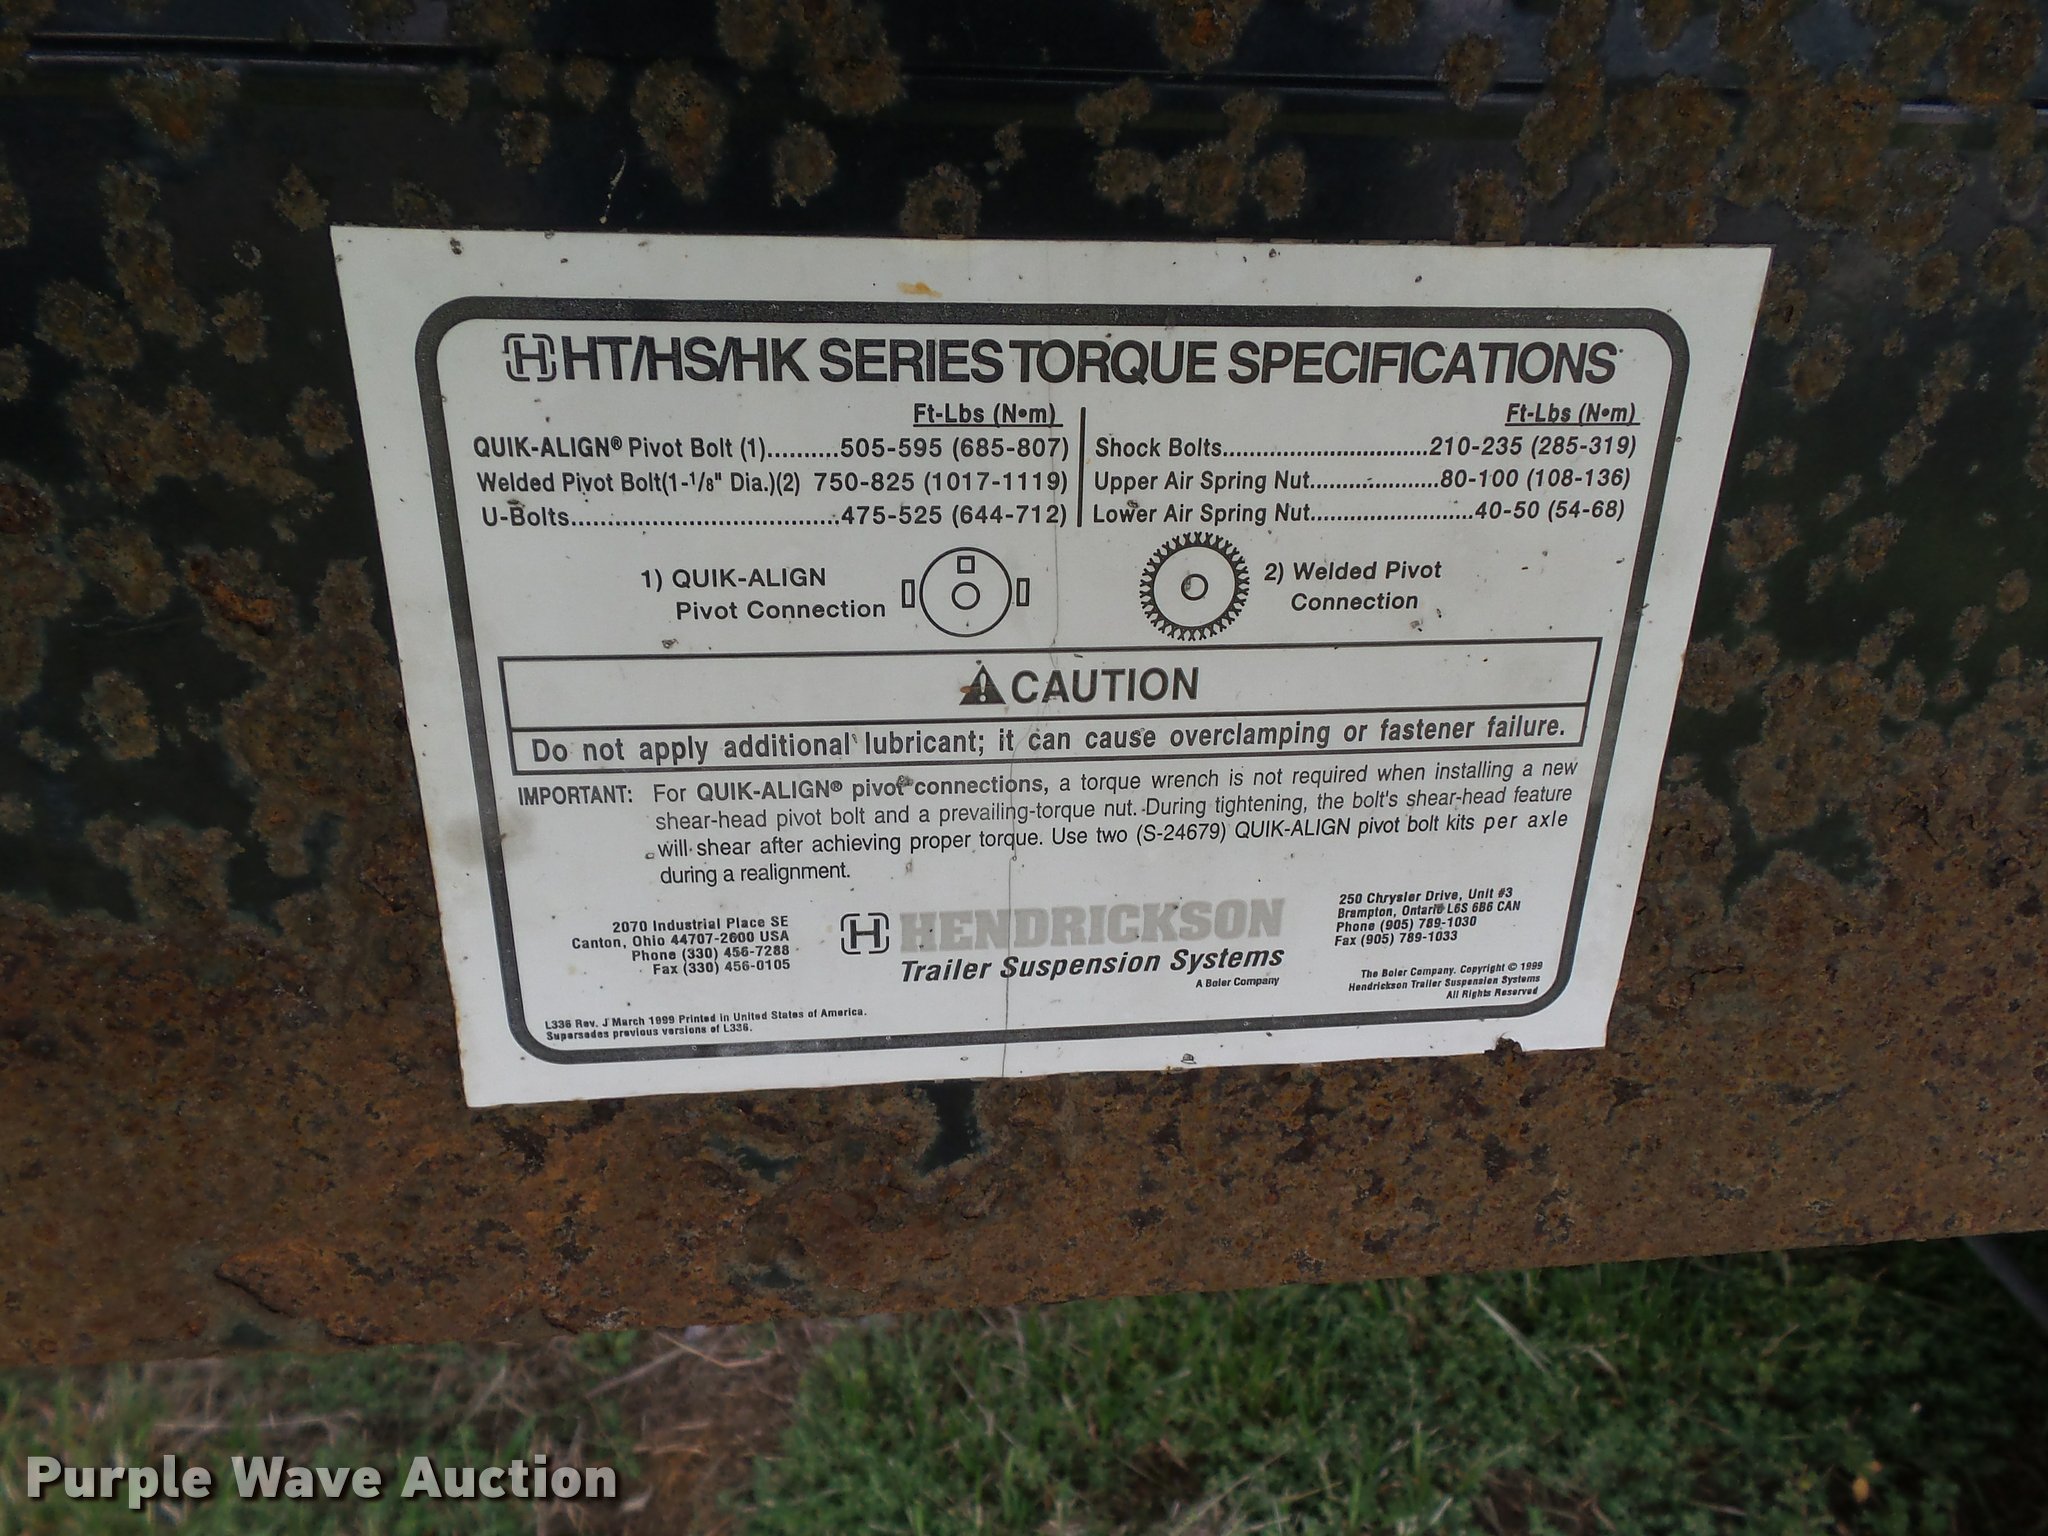 HT/HS/HK SERIES TORQUE SPECIFICATIONS
Ft-Lbs (N•m)
QUIK-ALIGN® Pivot Bolt (1)..........505-595 (685-807)
Welded Pivot Bolt(1-1/8" Dia.)(2) 750-825 (1017-1119)
U-Bolts.....................................475-525 (644-712)
Ft-Lbs (N•m)
Shock Bolts...............................210-235 (285-319)
Upper Air Spring Nut....................80-100 (108-136)
Lower Air Spring Nut.........................40-50 (54-68)
1) QUIK-ALIGN
Pivot Connection
2) Welded Pivot
Connection
CAUTION
Do not apply additional lubricant; it can cause overclamping or fastener failure.
IMPORTANT: For QUIK-ALIGN® pivot connections, a torque wrench is not required when installing a new
shear-head pivot bolt and a prevailing-torque nut. During tightening, the bolt's shear-head feature
will shear after achieving proper torque. Use two (S-24679) QUIK-ALIGN pivot bolt kits per axle
during a realignment.
2070 Industrial Place SE
Canton, Ohio 44707-2600 USA
Phone (330) 456-7288
Fax (330) 456-0105
H HENDRICKSON
Trailer Suspension Systems
A Boler Company
250 Chrysler Drive, Unit #3
Brampton, Ontario L6S 6B6 CAN
Phone (905) 789-1030
Fax (905) 789-1033
The Boler Company. Copyright © 1999
Hendrickson Trailer Suspension Systems
All Rights Reserved
L336 Rev. J March 1999 Printed in United States of America.
Supersedes previous versions of L336.
Purple Wave Auction